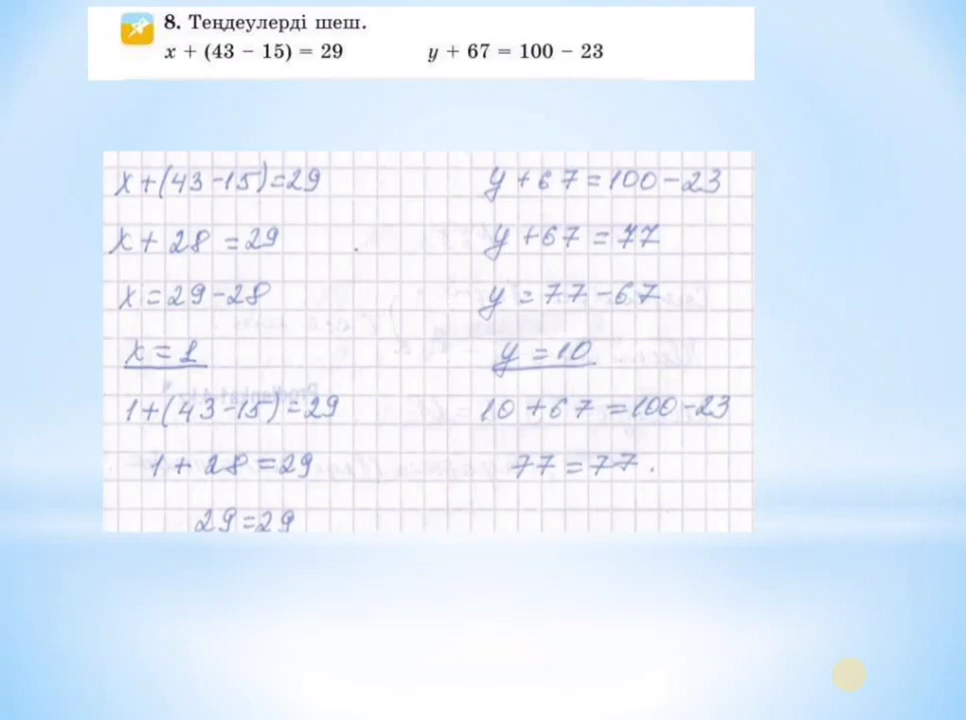 8. Теңдеулерді шеш.
x + (43 − 15) = 29
y + 67 = 100 − 23
x+(43-15)=29
x+ 28 =29
x=29-28
x=1
1+(43-15)=29
1+28=29
29=29
y+67=100-23
y+67=77
y=77-67
y=10
10+67=100-23
77=77.